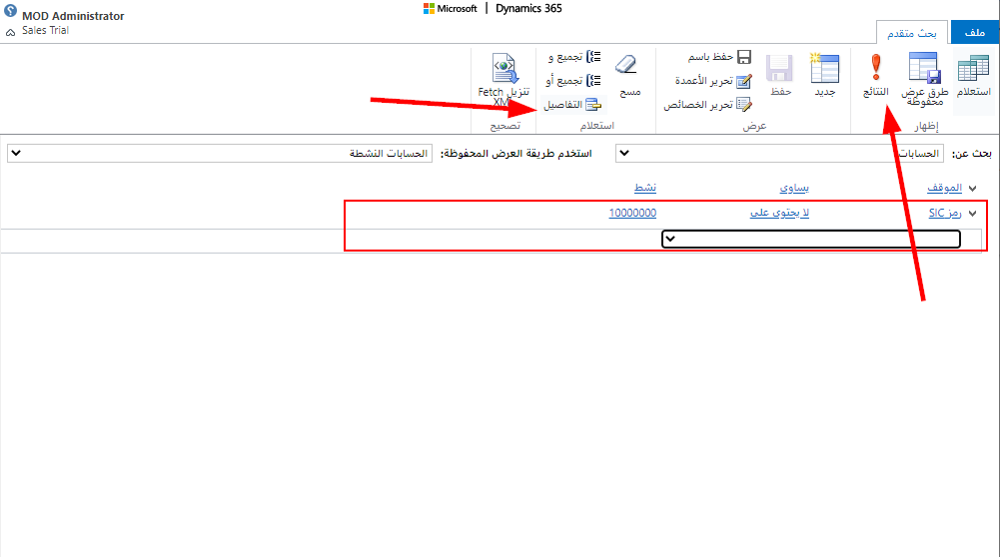 Microsoft | Dynamics 365
MOD Administrator
Sales Trial
ملف
بحث متقدم
استعلام
طرق عرض محفوظة
النتائج
إظهار
جديد
حفظ
حفظ باسم
تحرير الأعمدة
تحرير الخصائص
عرض
مسح
تجميع و
تجميع أو
التفاصيل
استعلام
تنزيل Fetch
XML
تصحيح
بحث عن: الحسابات استخدم طريقة العرض المحفوظة: الحسابات النشطة
الموقف يساوي نشط
رمز SIC لا يحتوي على 10000000